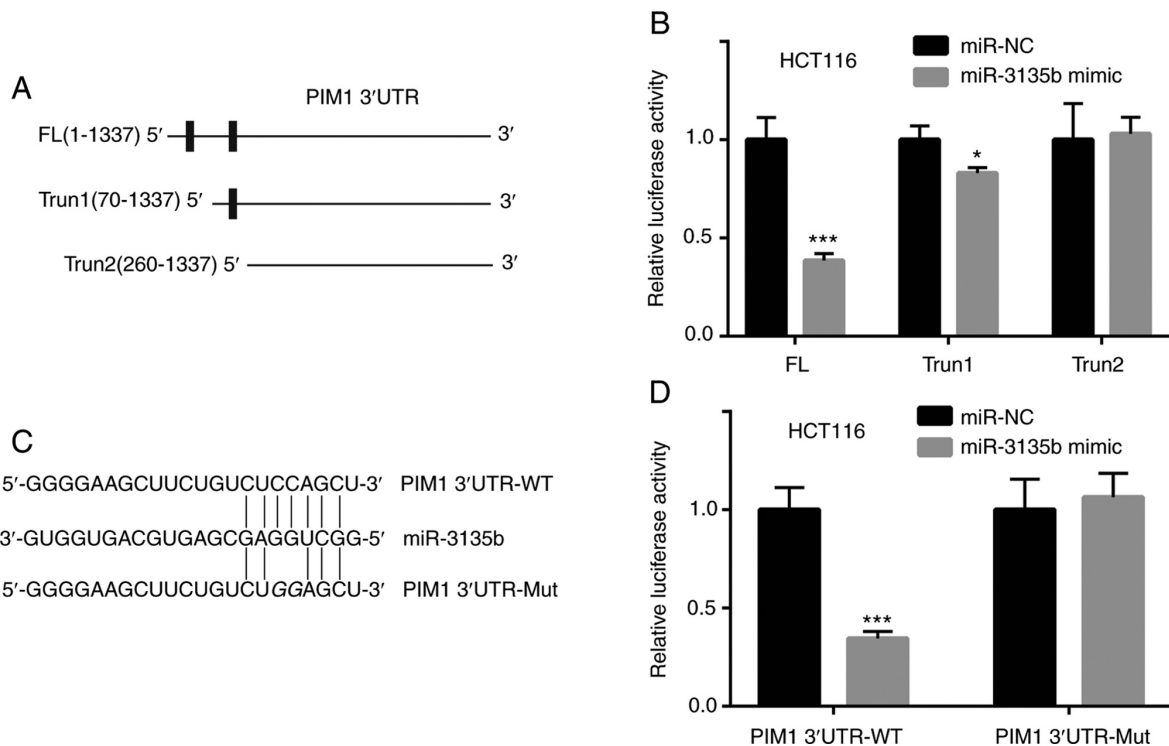 A
PIM1 3′UTR
FL(1-1337) 5′ 3′
Trun1(70-1337) 5′ 3′
Trun2(260-1337) 5′ 3′
B
HCT116
miR-NC
miR-3135b mimic
Relative luciferase activity
1.0
0.5
0.0
***
*
FL Trun1 Trun2
C
5′-GGGGAAGCUUCUGUCUCCAGCU-3′ PIM1 3′UTR-WT
3′-GUGGUGACGUGAGCGAGGUCGG-5′ miR-3135b
5′-GGGGAAGCUUCUGUCUGGAGCU-3′ PIM1 3′UTR-Mut
D
HCT116
miR-NC
miR-3135b mimic
Relative luciferase activity
1.0
0.5
0.0
***
PIM1 3′UTR-WT PIM1 3′UTR-Mut